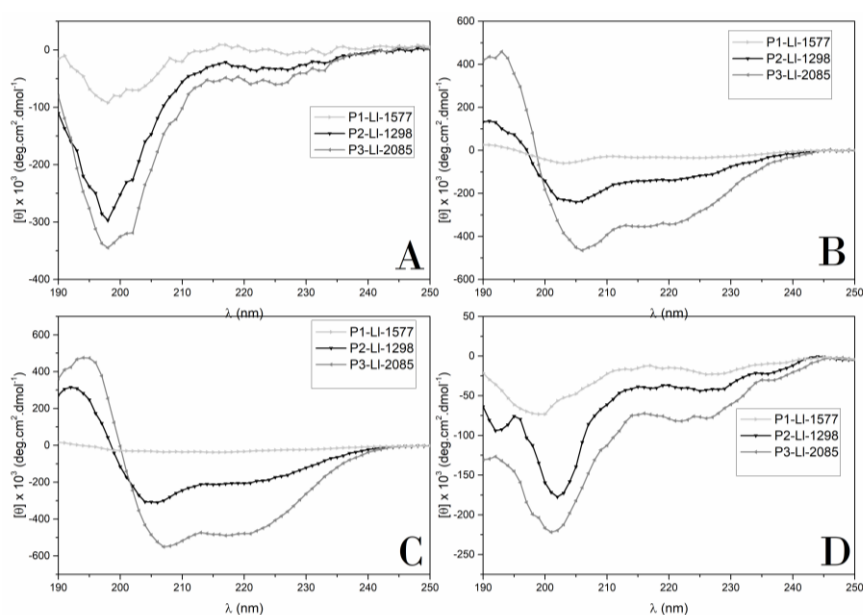 0
-100
-200
-300
-400
190 200 210 220 230 240 250
λ (nm)
[θ] x 10³ (deg.cm².dmol⁻¹)
P1-LI-1577
P2-LI-1298
P3-LI-2085
A
600
400
200
0
-200
-400
-600
190 200 210 220 230 240 250
λ (nm)
[θ] x 10³ (deg.cm².dmol⁻¹)
P1-LI-1577
P2-LI-1298
P3-LI-2085
B
600
400
200
0
-200
-400
-600
190 200 210 220 230 240 250
λ (nm)
[θ] x 10³ (deg.cm².dmol⁻¹)
P1-LI-1577
P2-LI-1298
P3-LI-2085
C
50
0
-50
-100
-150
-200
-250
190 200 210 220 230 240 250
λ (nm)
[θ] x 10³ (deg.cm².dmol⁻¹)
P1-LI-1577
P2-LI-1298
P3-LI-2085
D